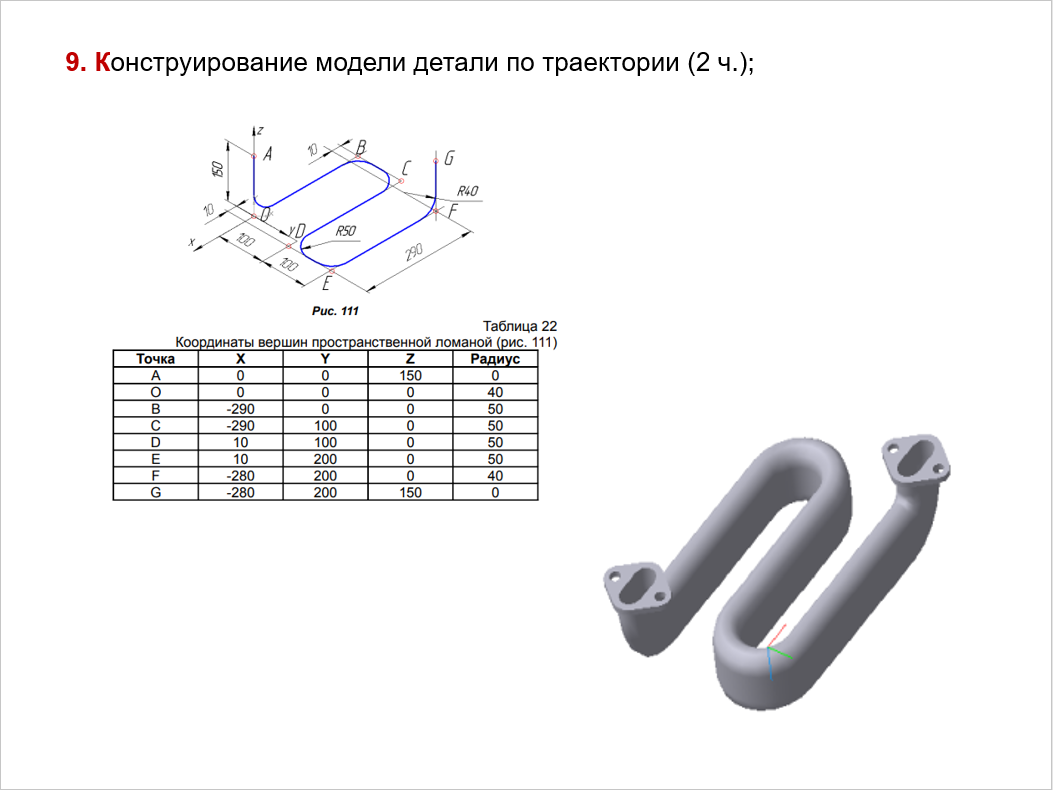 9. Конструирование модели детали по траектории (2 ч.);
z
A
10
B
G
C
150
R40
10
O
F
y
D
R50
x
100
290
100
E
Рис. 111
Таблица 22
Координаты вершин пространственной ломаной (рис. 111)
Точка X Y Z Радиус
A 0 0 150 0
O 0 0 0 40
B -290 0 0 50
C -290 100 0 50
D 10 100 0 50
E 10 200 0 50
F -280 200 0 40
G -280 200 150 0